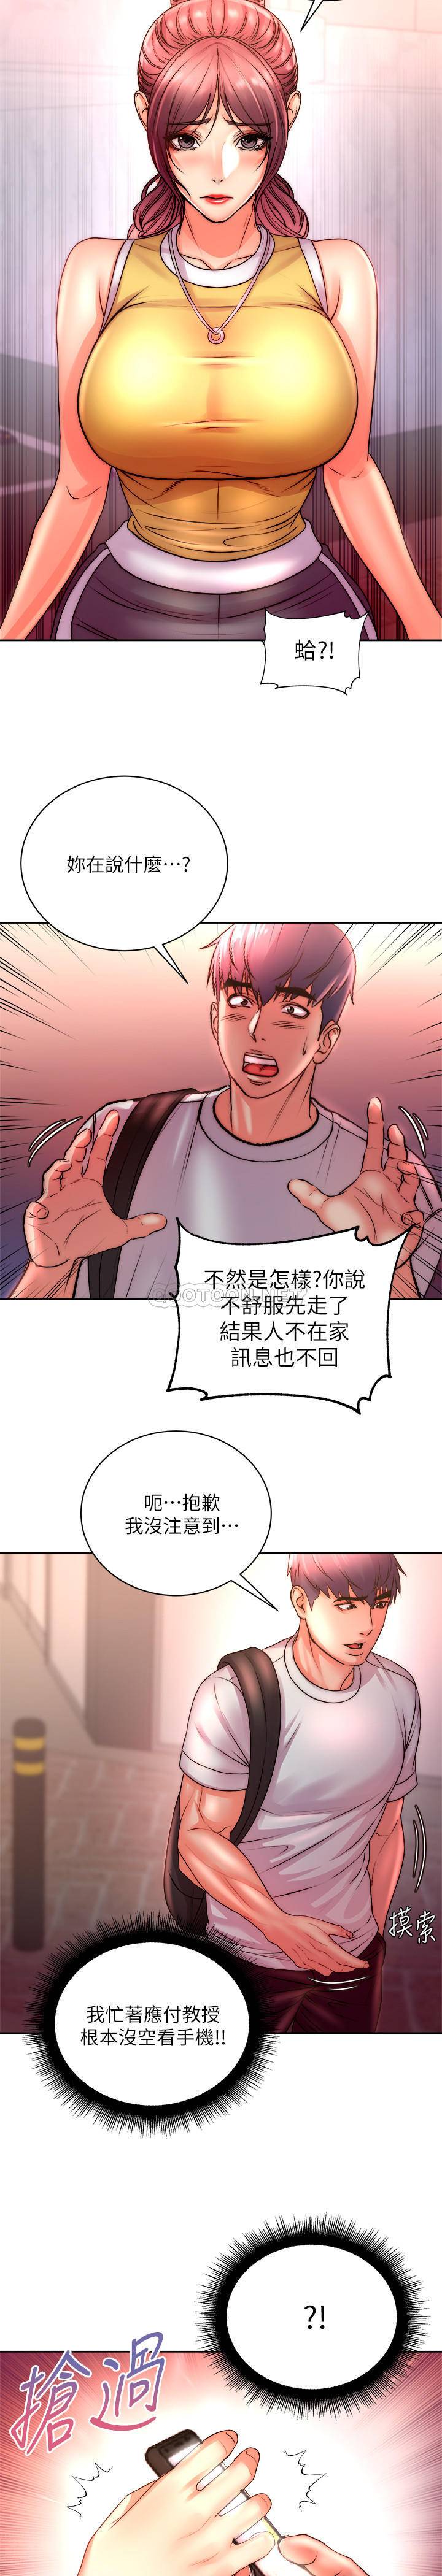 蛤?!
妳在說什麼…?
不然是怎樣?你說
不舒服先走了
結果人不在家
訊息也不回
呃…抱歉
我沒注意到…
摸索
我忙著應付教授
根本沒空看手機!!
?!
搶過